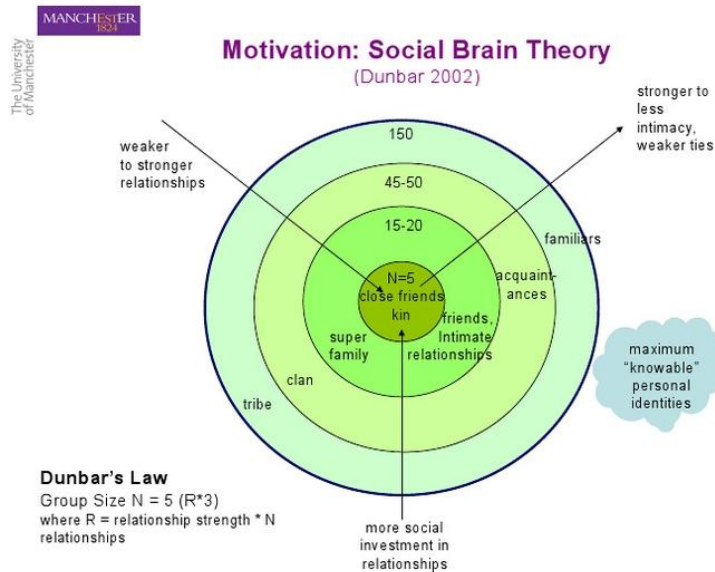 MANCHESTER
1824
The University
of Manchester
Motivation: Social Brain Theory
(Dunbar 2002)
weaker
to stronger
relationships
stronger to
less
intimacy,
weaker ties
150
45-50
15-20
familiars
N=5
close friends
kin
acquaint-
ances
friends,
Intimate
relationships
super
family
clan
tribe
maximum
“knowable”
personal
identities
Dunbar's Law
Group Size N = 5 (R*3)
where R = relationship strength * N
relationships
more social
investment in
relationships